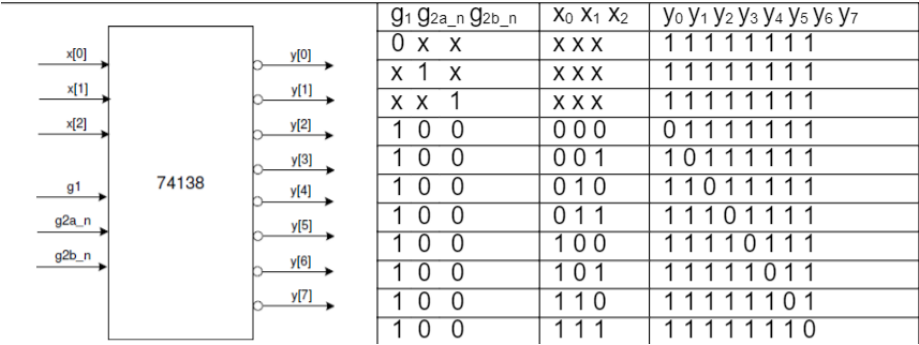 x[0]
x[1]
x[2]
g1
g2a_n
g2b_n
74138
y[0]
y[1]
y[2]
y[3]
y[4]
y[5]
y[6]
y[7]
g1 g2a_n g2b_n x0 x1 x2 y0 y1 y2 y3 y4 y5 y6 y7
0 x x x x x 1 1 1 1 1 1 1 1
x 1 x x x x 1 1 1 1 1 1 1 1
x x 1 x x x 1 1 1 1 1 1 1 1
1 0 0 0 0 0 0 1 1 1 1 1 1 1
1 0 0 0 0 1 1 0 1 1 1 1 1 1
1 0 0 0 1 0 1 1 0 1 1 1 1 1
1 0 0 0 1 1 1 1 1 0 1 1 1 1
1 0 0 1 0 0 1 1 1 1 0 1 1 1
1 0 0 1 0 1 1 1 1 1 1 0 1 1
1 0 0 1 1 0 1 1 1 1 1 1 0 1
1 0 0 1 1 1 1 1 1 1 1 1 1 0